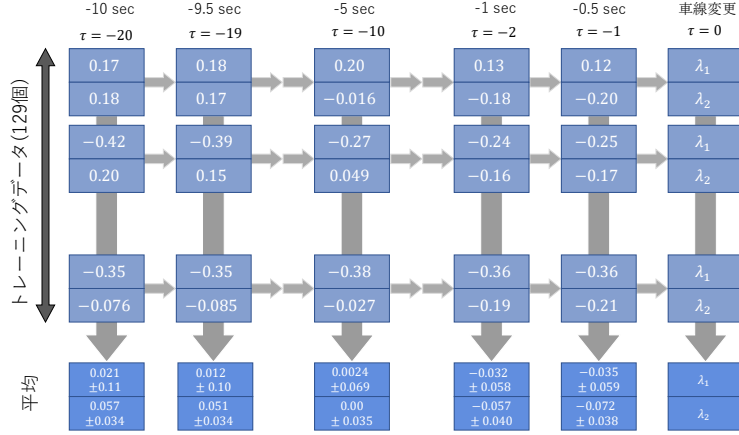 -10 sec -9.5 sec -5 sec -1 sec -0.5 sec 車線変更
τ = −20 τ = −19 τ = −10 τ = −2 τ = −1 τ = 0
トレーニングデータ(129個)
0.17 0.18 0.20 0.13 0.12 λ₁
0.18 0.17 −0.016 −0.18 −0.20 λ₂
−0.42 −0.39 −0.27 −0.24 −0.25 λ₁
0.20 0.15 0.049 −0.16 −0.17 λ₂
−0.35 −0.35 −0.38 −0.36 −0.36 λ₁
−0.076 −0.085 −0.027 −0.19 −0.21 λ₂
平均
0.021 0.012 0.0024 −0.032 −0.035 λ₁
±0.11 ± 0.10 ±0.069 ± 0.058 ± 0.059
0.057 0.051 0.00 −0.057 −0.072 λ₂
±0.034 ±0.034 ± 0.035 ± 0.040 ± 0.038